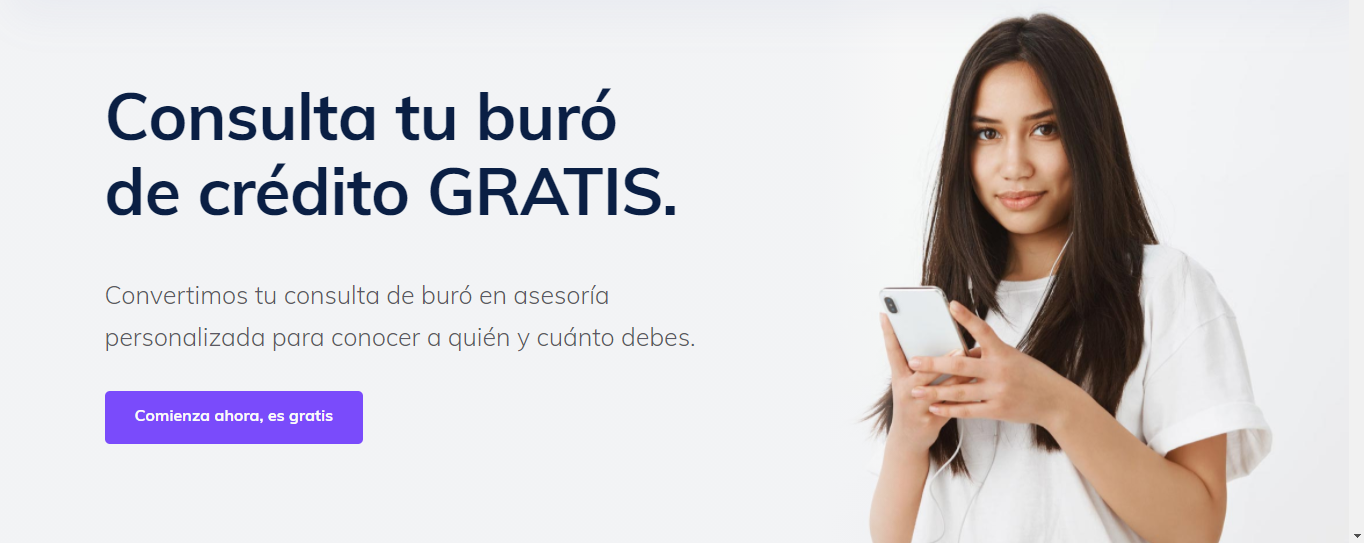 Consulta tu buró
de crédito GRATIS.
Convertimos tu consulta de buró en asesoría
personalizada para conocer a quién y cuánto debes.
Comienza ahora, es gratis